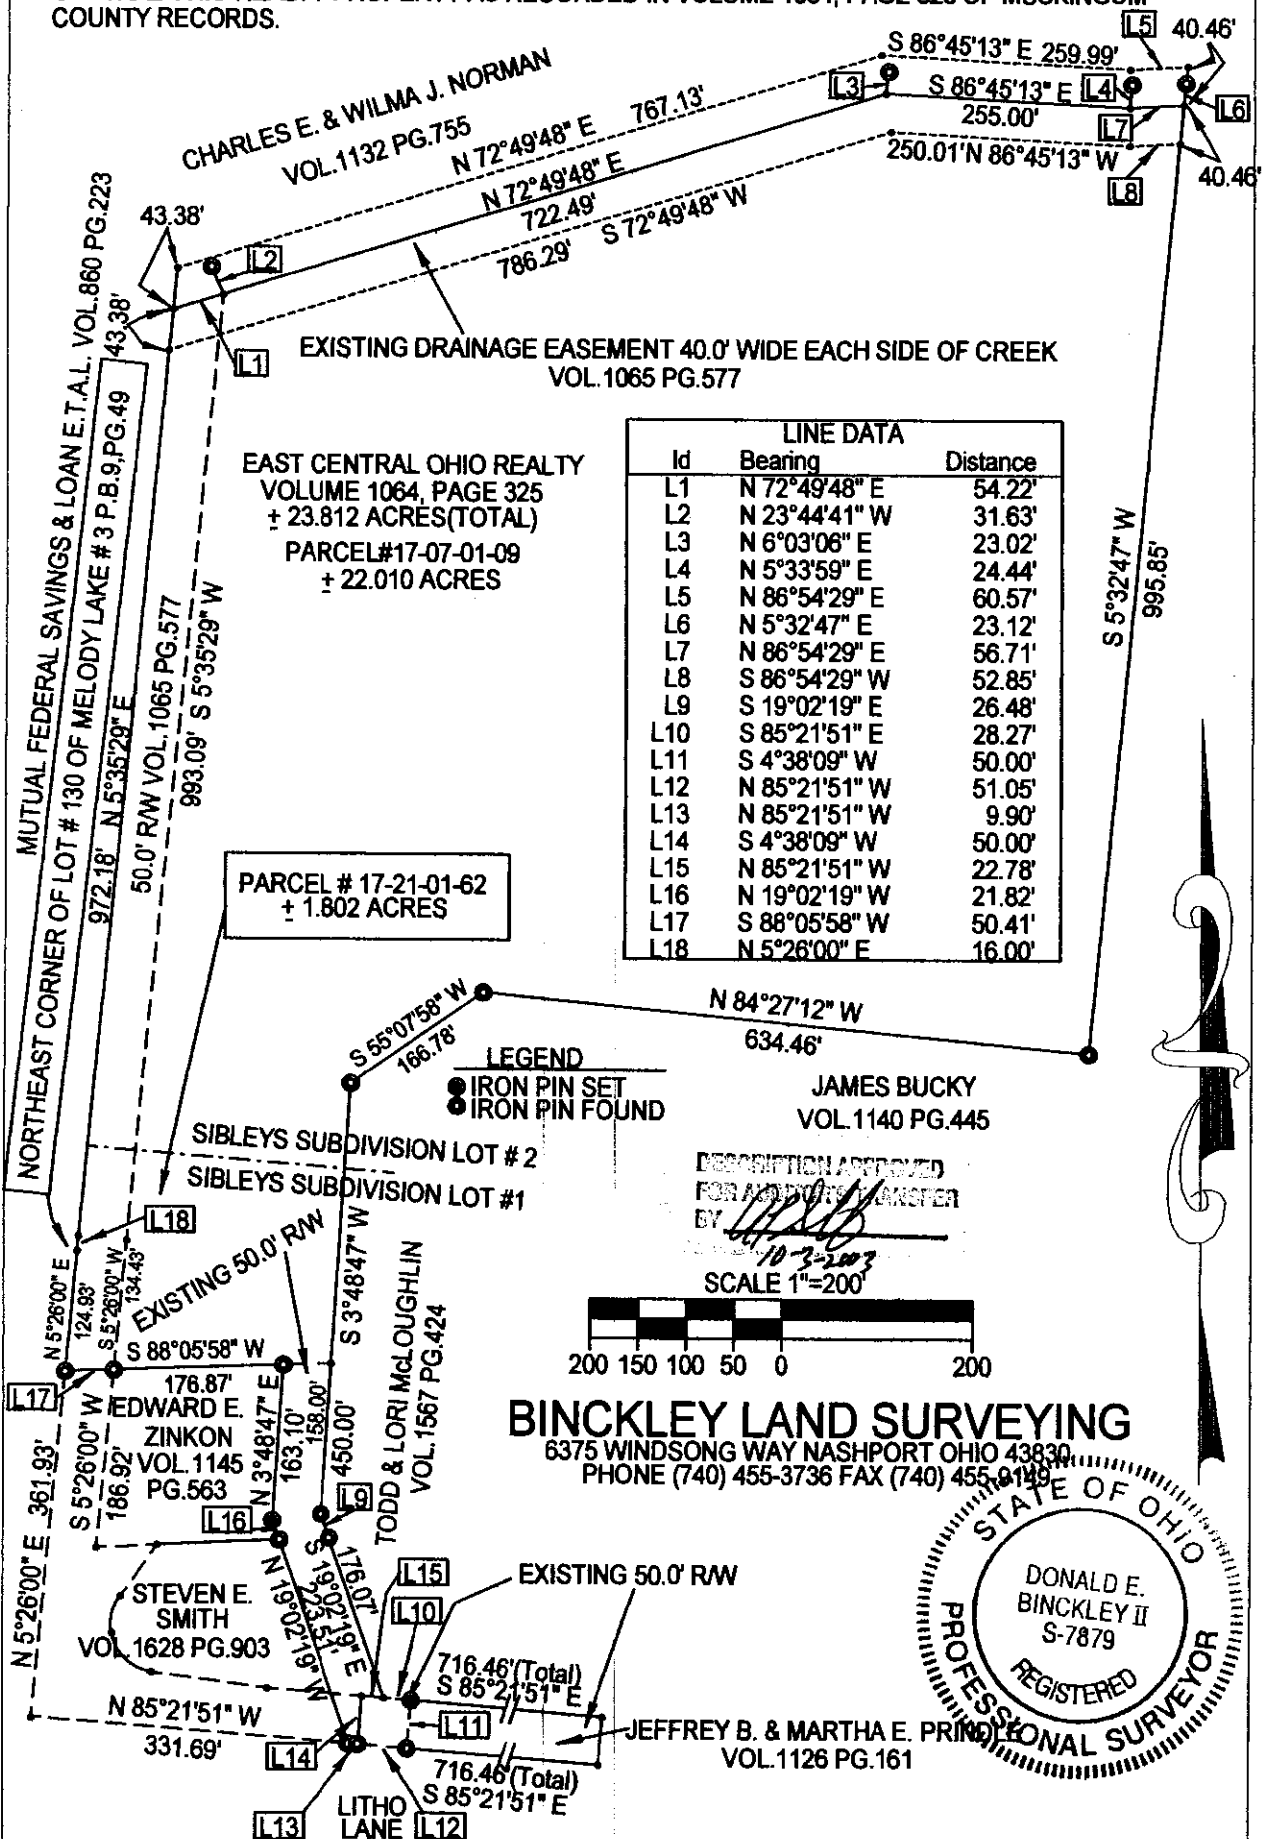 COUNTY RECORDS.
L5 40.46'
S 86°45'13" E 259.99'
CHARLES E. & WILMA J. NORMAN
VOL.1132 PG.755
N 72°49'48" E 767.13'
L3
S 86°45'13" E
255.00'
L4
L6
L7
250.01' N 86°45'13" W
L8
40.46'
N 72°49'48" E
722.49'
786.29' S 72°49'48" W
43.38'
L2
43.38'
L1
EXISTING DRAINAGE EASEMENT 40.0' WIDE EACH SIDE OF CREEK
VOL.1065 PG.577
MUTUAL FEDERAL SAVINGS & LOAN E.T.A.L. VOL.860 PG.223
NORTHEAST CORNER OF LOT # 130 OF MELODY LAKE # 3 P.B.9,PG.49
972.18' N 5°35'29" E
50.0' R/W VOL.1065 PG.577
993.09' S 5°35'29" W
EAST CENTRAL OHIO REALTY
VOLUME 1064, PAGE 325
± 23.812 ACRES(TOTAL)
PARCEL#17-07-01-09
± 22.010 ACRES
LINE DATA
Id Bearing Distance
L1 N 72°49'48" E 54.22'
L2 N 23°44'41" W 31.63'
L3 N 6°03'06" E 23.02'
L4 N 5°33'59" E 24.44'
L5 N 86°54'29" E 60.57'
L6 N 5°32'47" E 23.12'
L7 N 86°54'29" E 56.71'
L8 S 86°54'29" W 52.85'
L9 S 19°02'19" E 26.48'
L10 S 85°21'51" E 28.27'
L11 S 4°38'09" W 50.00'
L12 N 85°21'51" W 51.05'
L13 N 85°21'51" W 9.90'
L14 S 4°38'09" W 50.00'
L15 N 85°21'51" W 22.78'
L16 N 19°02'19" W 21.82'
L17 S 88°05'58" W 50.41'
L18 N 5°26'00" E 16.00'
S 5°32'47" W
995.85'
PARCEL # 17-21-01-62
± 1.802 ACRES
S 55°07'58" W
166.78'
N 84°27'12" W
634.46'
LEGEND
IRON PIN SET
IRON PIN FOUND
JAMES BUCKY
VOL.1140 PG.445
SIBLEYS SUBDIVISION LOT # 2
SIBLEYS SUBDIVISION LOT #1
DESCRIPTION APPROVED
FOR AUDITOR'S TRANSFER
BY
10-3-2003
L18
EXISTING 50.0' R/W
S 3°48'47" W
TODD & LORI McLOUGHLIN
VOL.1567 PG.424
SCALE 1"=200'
200 150 100 50 0 200
N 5°26'00" E
124.93'
S 5°26'00" W
134.43'
S 88°05'58" W
176.87'
L17
EDWARD E.
ZINKON
VOL.1145
PG.563
N 3°48'47" E
163.10'
158.00'
450.00'
S 5°26'00" W
186.92'
N 5°26'00" E 361.93'
BINCKLEY LAND SURVEYING
6375 WINDSONG WAY NASHPORT OHIO 43830
PHONE (740) 455-3736 FAX (740) 455-9149
L9
L16
STEVEN E.
SMITH
VOL.1628 PG.903
N 19°02'19" W
223.51'
S 19°02'19" E
176.07'
L15
L10
EXISTING 50.0' R/W
716.46'(Total)
S 85°21'51" E
L11
N 85°21'51" W
331.69'
L14
JEFFREY B. & MARTHA E. PRINDLE
VOL.1126 PG.161
716.46'(Total)
S 85°21'51" E
LITHO
LANE
L13
L12
STATE OF OHIO
DONALD E.
BINCKLEY II
S-7879
REGISTERED
PROFESSIONAL SURVEYOR